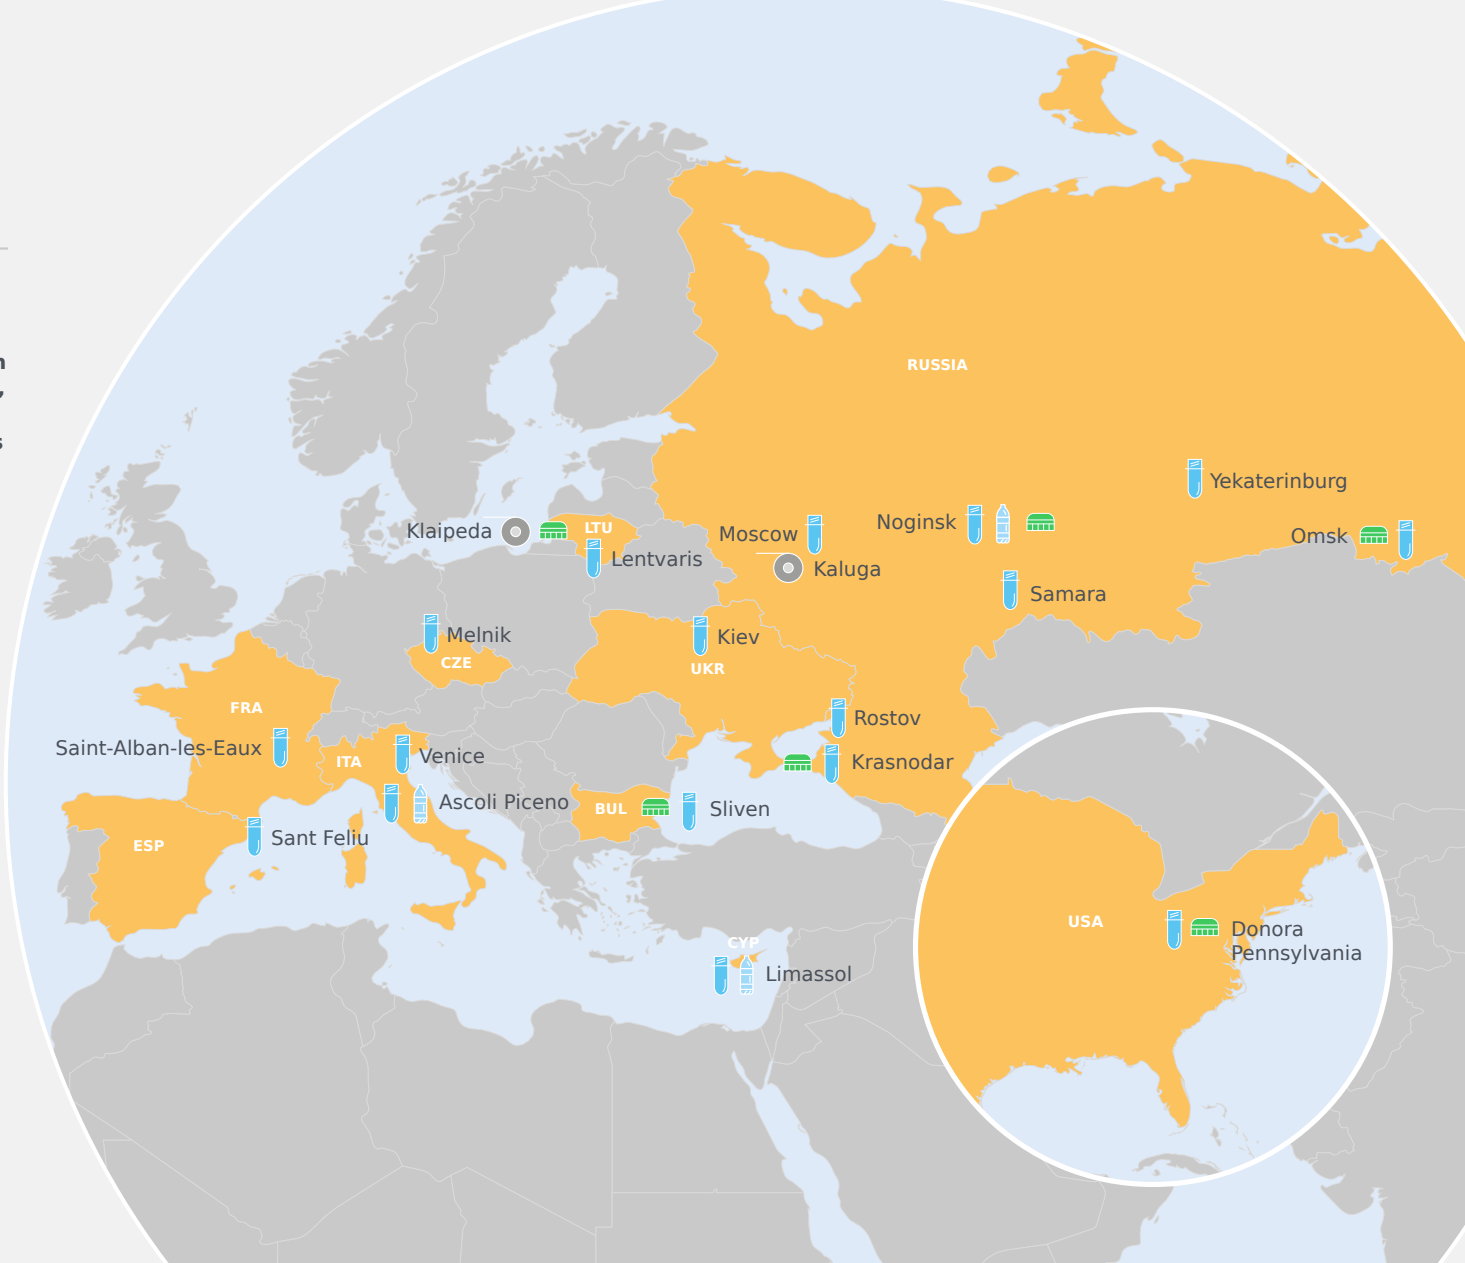 RUSSIA
Yekaterinburg
Noginsk
Klaipeda
LTU
Moscow
Omsk
Lentvaris
Kaluga
Samara
Melnik
Kiev
CZE
UKR
FRA
Rostov
Saint-Alban-les-Eaux
Venice
ITA
Krasnodar
Ascoli Piceno
BUL
Sliven
Sant Feliu
ESP
USA
Donora
Pennsylvania
CYP
Limassol